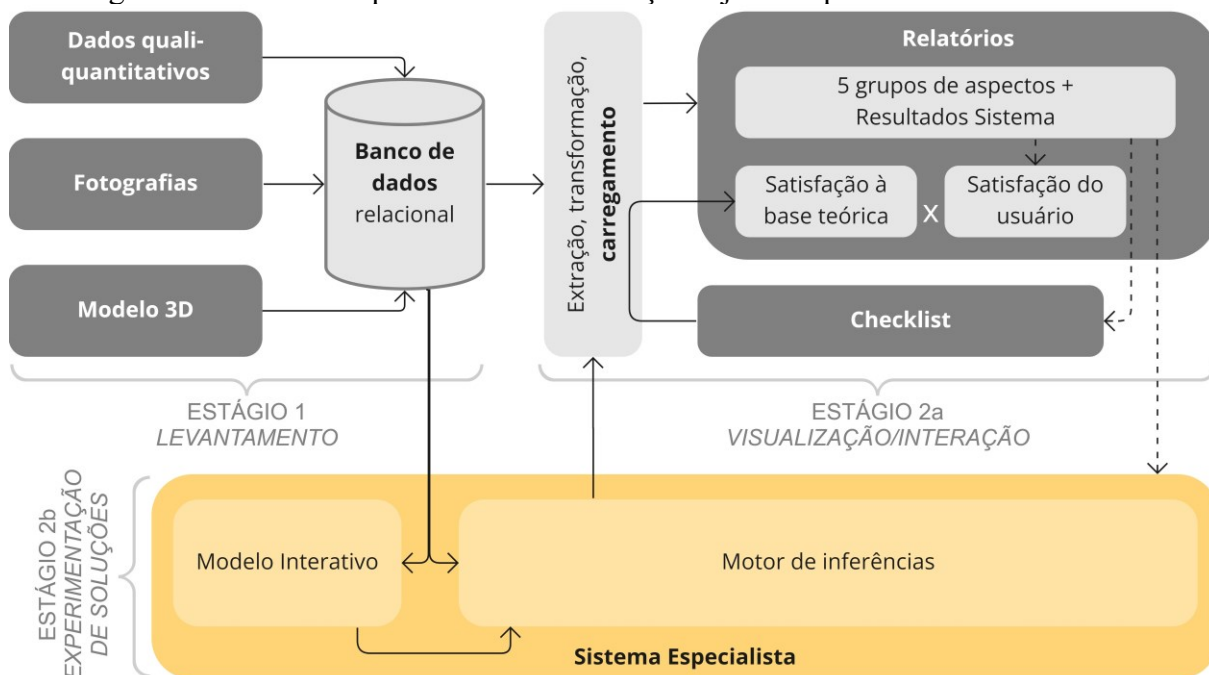 Dados quali-
quantitativos
Fotografias
Modelo 3D
Banco de
dados
relacional
Extração, transformação,
carregamento
Relatórios
5 grupos de aspectos +
Resultados Sistema
Satisfação à
base teórica
X
Satisfação do
usuário
Checklist
ESTÁGIO 1
LEVANTAMENTO
ESTÁGIO 2a
VISUALIZAÇÃO/INTERAÇÃO
ESTÁGIO 2b
EXPERIMENTAÇÃO
DE SOLUÇÕES
Modelo Interativo
Motor de inferências
Sistema Especialista